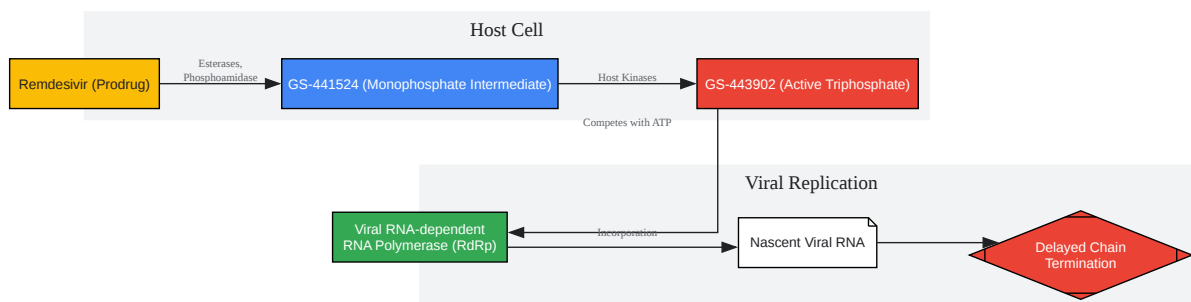 Host Cell
Remdesivir (Prodrug)
Esterases,
Phosphoamidase
GS-441524 (Monophosphate Intermediate)
Host Kinases
GS-443902 (Active Triphosphate)
Competes with ATP
Viral Replication
Viral RNA-dependent
RNA Polymerase (RdRp)
Incorporation
Nascent Viral RNA
Delayed Chain
Termination